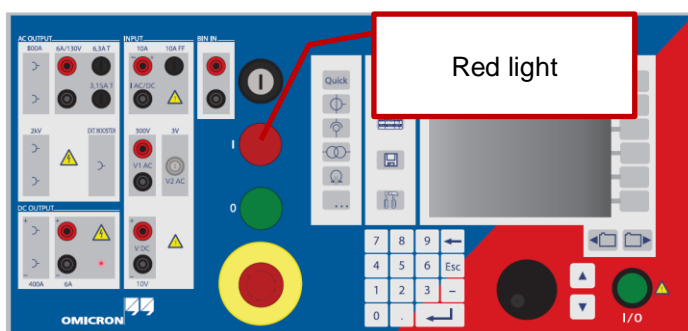 AC OUTPUT
800A 6A/130V 6,3A T
3,15A T
2kV EXT. BOOSTER
DC OUTPUT
400A 6A
INPUT
10A 10A FF
I AC/DC
300V 3V
V1 AC
V2 AC
V DC
10V
BIN IN
I
0
Quick
...
Red light
7 8 9
4 5 6 Esc
1 2 3 –
0 .
I/O
OMICRON